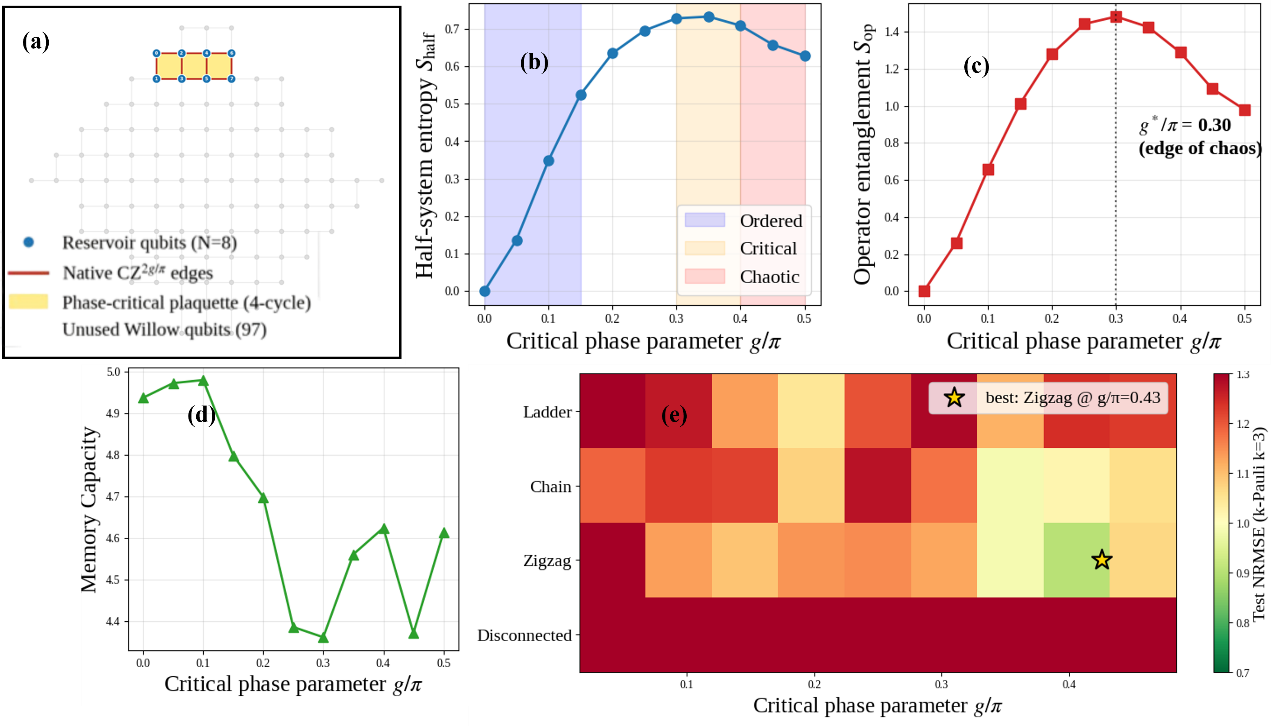 (a)
0 2 4 6
1 3 5 7
Reservoir qubits (N=8)
Native CZ^{2g/π} edges
Phase-critical plaquette (4-cycle)
Unused Willow qubits (97)
(b)
Half-system entropy S_half
0.7
0.6
0.5
0.4
0.3
0.2
0.1
0.0
Ordered
Critical
Chaotic
0.0 0.1 0.2 0.3 0.4 0.5
Critical phase parameter g/π
(c)
Operator entanglement S_op
1.4
1.2
1.0
0.8
0.6
0.4
0.2
0.0
g*/π = 0.30
(edge of chaos)
0.0 0.1 0.2 0.3 0.4 0.5
Critical phase parameter g/π
(d)
Memory Capacity
5.0
4.9
4.8
4.7
4.6
4.5
4.4
0.0 0.1 0.2 0.3 0.4 0.5
Critical phase parameter g/π
(e)
best: Zigzag @ g/π=0.43
Ladder
Chain
Zigzag
Disconnected
0.1 0.2 0.3 0.4
Critical phase parameter g/π
1.3
1.2
1.1
1.0
0.9
0.8
0.7
Test NRMSE (k-Pauli k=3)